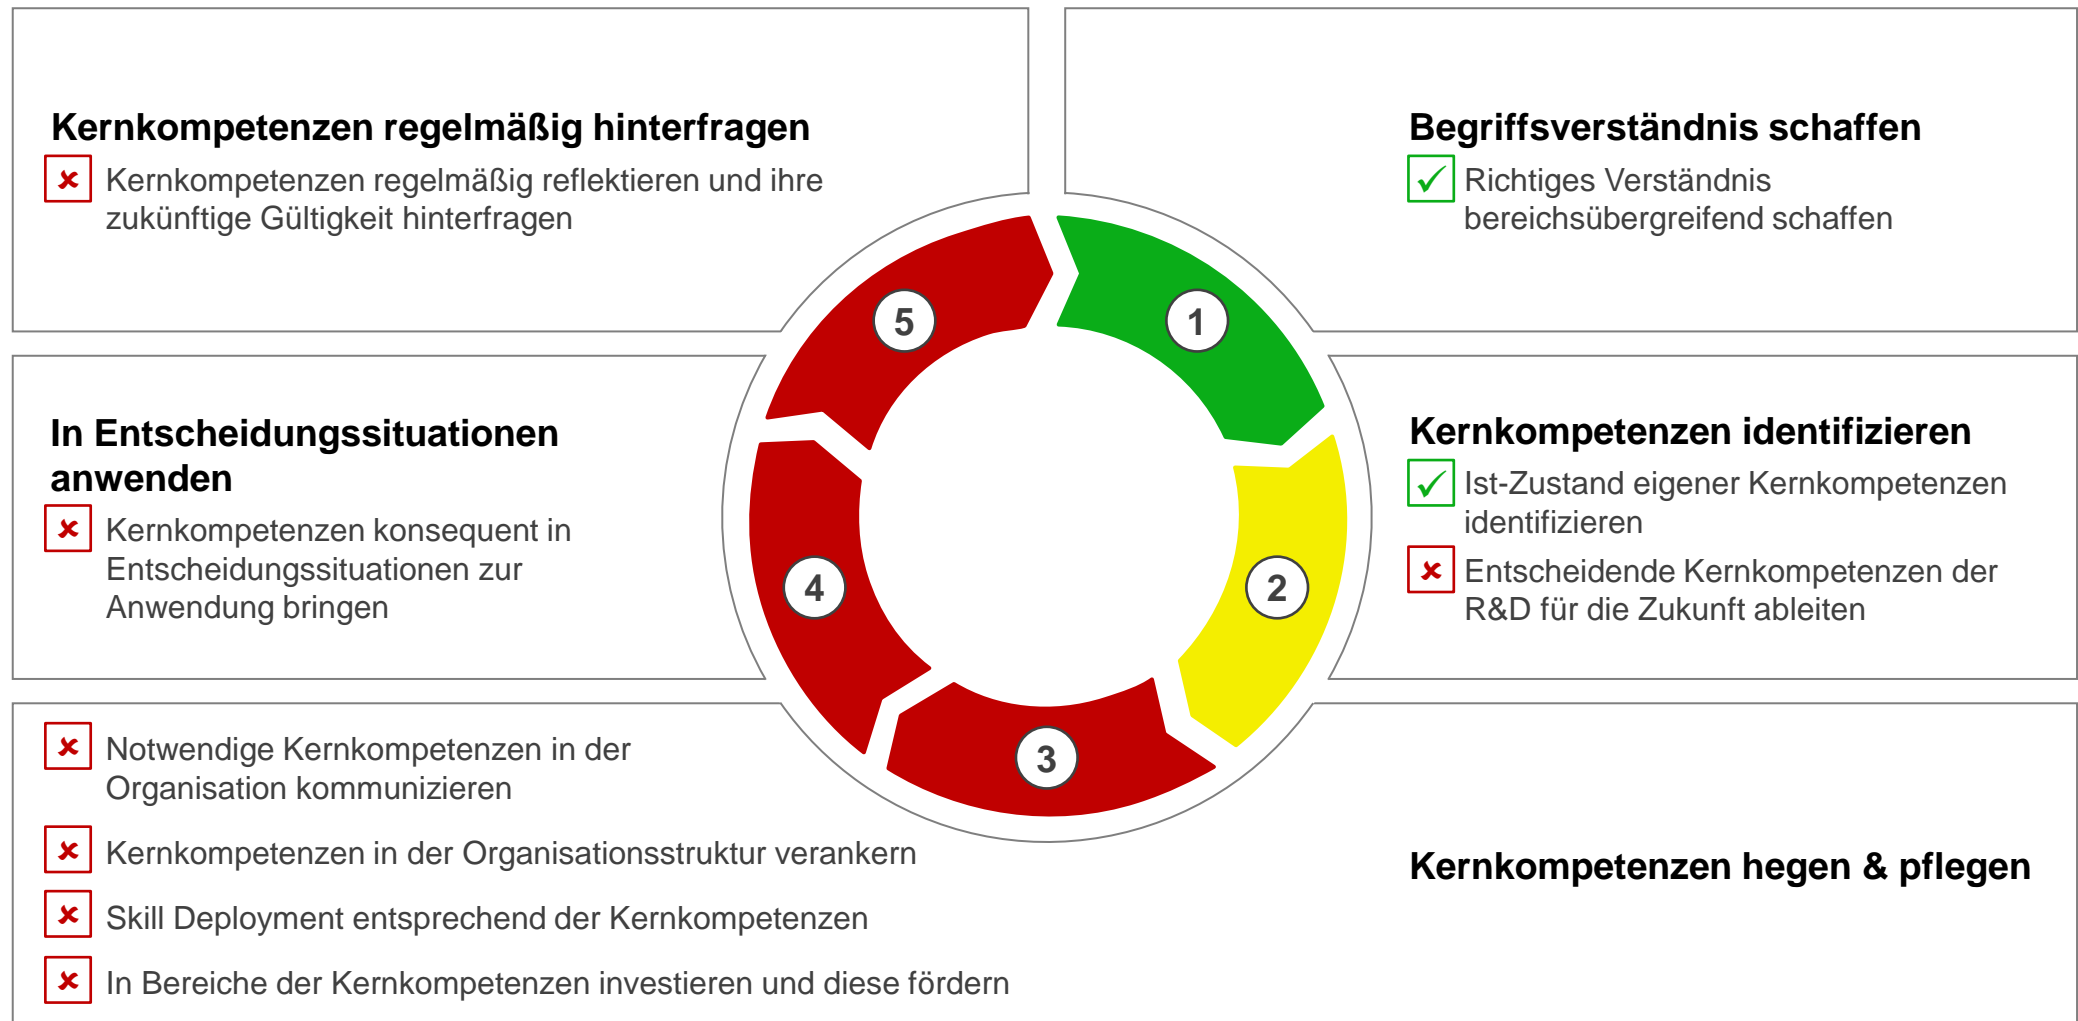 Kernkompetenzen regelmäßig hinterfragen
Kernkompetenzen regelmäßig reflektieren und ihre
zukünftige Gültigkeit hinterfragen
Begriffsverständnis schaffen
Richtiges Verständnis
bereichsübergreifend schaffen
5
1
In Entscheidungssituationen
anwenden
Kernkompetenzen konsequent in
Entscheidungssituationen zur
Anwendung bringen
Kernkompetenzen identifizieren
Ist-Zustand eigener Kernkompetenzen
identifizieren
Entscheidende Kernkompetenzen der
R&D für die Zukunft ableiten
4
2
3
Notwendige Kernkompetenzen in der
Organisation kommunizieren
Kernkompetenzen in der Organisationsstruktur verankern
Skill Deployment entsprechend der Kernkompetenzen
In Bereiche der Kernkompetenzen investieren und diese fördern
Kernkompetenzen hegen & pflegen